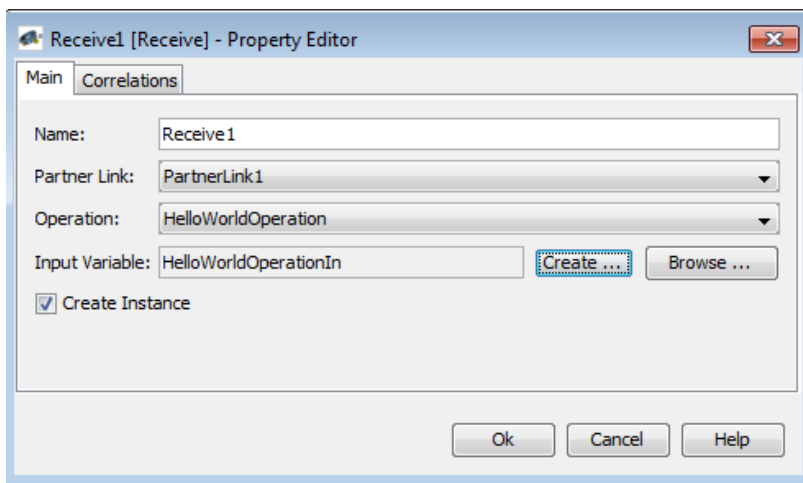 Receive1 [Receive] - Property Editor
Main Correlations
Name: Receive1
Partner Link: PartnerLink1
Operation: HelloWorldOperation
Input Variable: HelloWorldOperationIn Create ... Browse ...
Create Instance
Ok Cancel Help